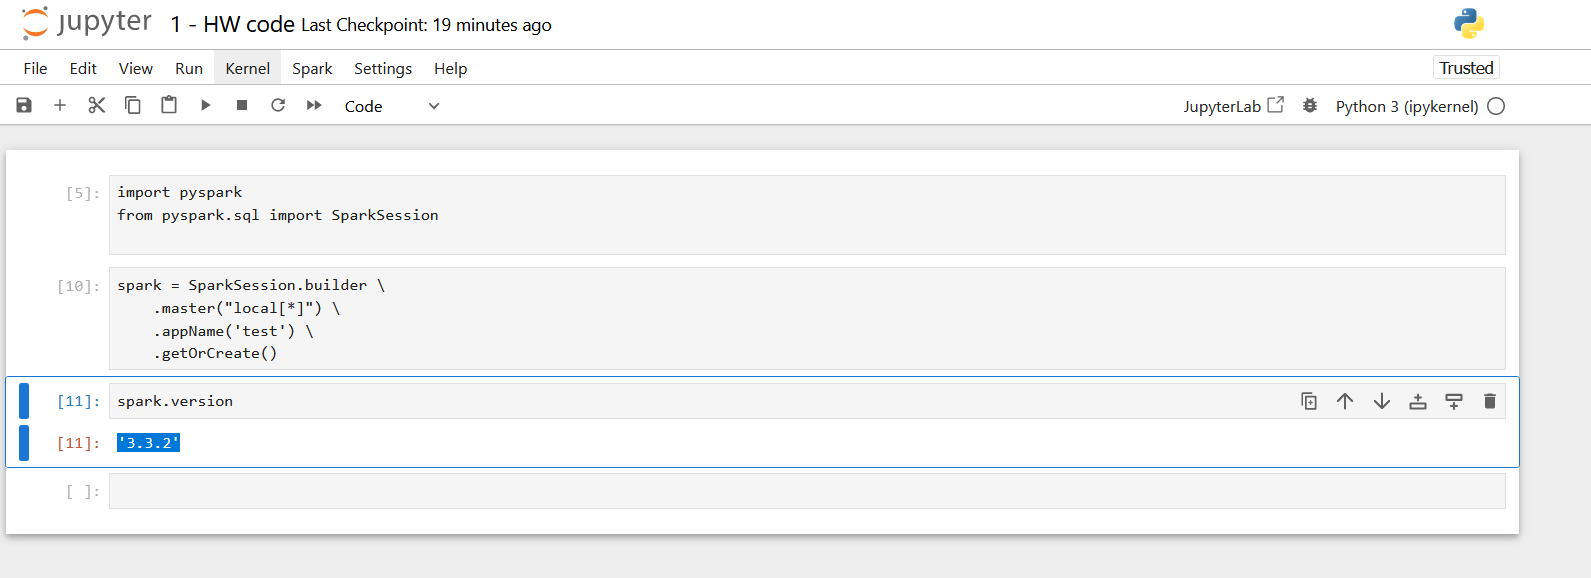 jupyter 1 - HW code Last Checkpoint: 19 minutes ago
File Edit View Run Kernel Spark Settings Help Trusted
Code JupyterLab Python 3 (ipykernel)
[5]: import pyspark
from pyspark.sql import SparkSession
[10]: spark = SparkSession.builder \
    .master("local[*]") \
    .appName('test') \
    .getOrCreate()
[11]: spark.version
[11]: '3.3.2'
[ ]: